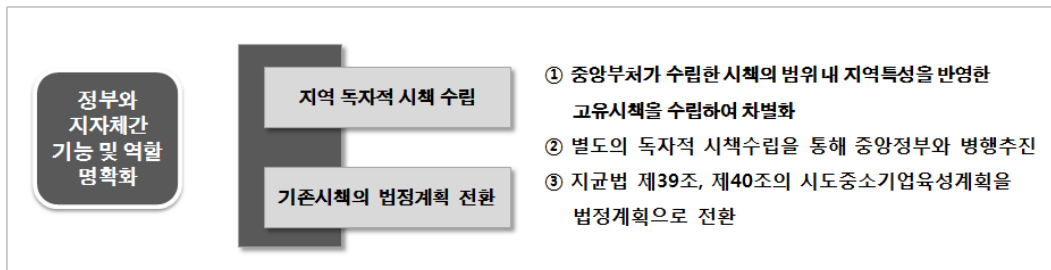 정부와
지자체간
기능 및 역할
명확화
지역 독자적 시책 수립
기존시책의 법정계획 전환
① 중앙부처가 수립한 시책의 범위내 지역특성을 반영한
고유시책을 수립하여 차별화
② 별도의 독자적 시책수립을 통해 중앙정부와 병행추진
③ 지균법 제39조, 제40조의 시도중소기업육성계획을
법정계획으로 전환